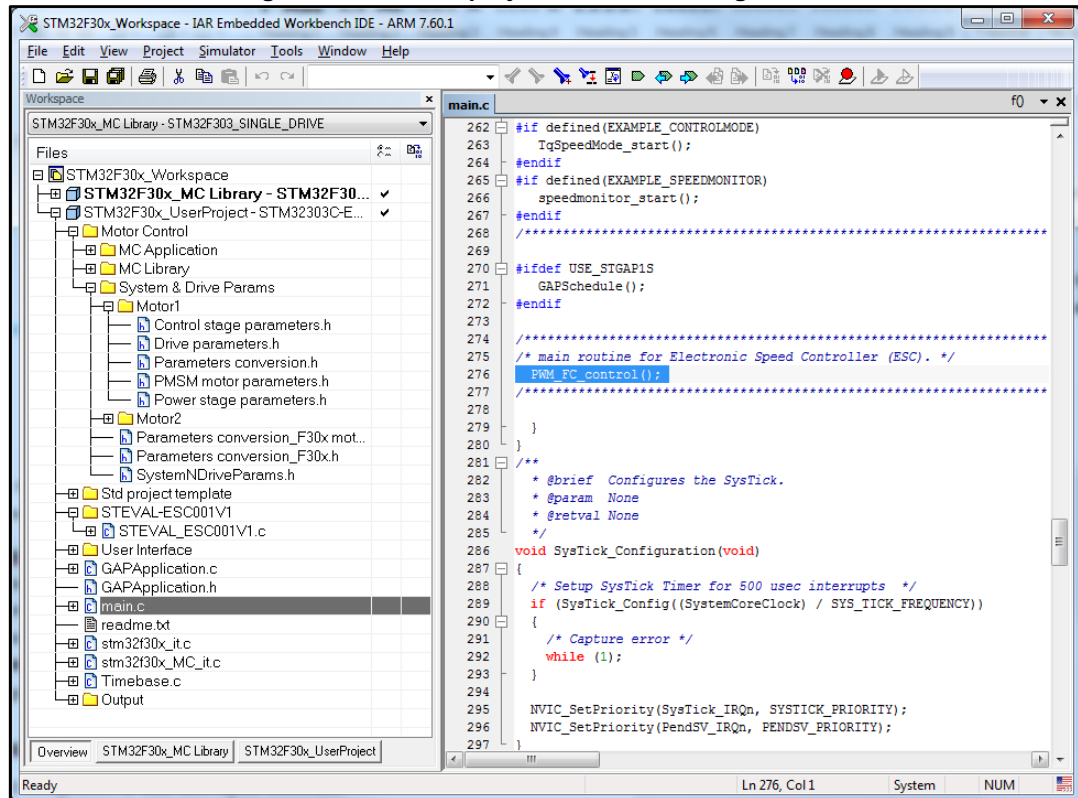 STM32F30x_Workspace - IAR Embedded Workbench IDE - ARM 7.60.1
File Edit View Project Simulator Tools Window Help
Workspace
STM32F30x_MC Library - STM32F303_SINGLE_DRIVE
Files
STM32F30x_Workspace
STM32F30x_MC Library - STM32F30...
STM32F30x_UserProject - STM32303C-E...
Motor Control
MC Application
MC Library
System & Drive Params
Motor1
Control stage parameters.h
Drive parameters.h
Parameters conversion.h
PMSM motor parameters.h
Power stage parameters.h
Motor2
Parameters conversion_F30x mot...
Parameters conversion_F30x.h
SystemNDriveParams.h
Std project template
STEVAL-ESC001V1
STEVAL_ESC001V1.c
User Interface
GAPApplication.c
GAPApplication.h
main.c
readme.txt
stm32f30x_it.c
stm32f30x_MC_it.c
Timebase.c
Output
Overview STM32F30x_MC Library STM32F30x_UserProject
main.c f()
262 #if defined(EXAMPLE_CONTROLMODE)
263 TqSpeedMode_start();
264 #endif
265 #if defined(EXAMPLE_SPEEDMONITOR)
266 speedmonitor_start();
267 #endif
268 /********************************************************************
269
270 #ifdef USE_STGAP1S
271 GAPSchedule();
272 #endif
273
274 /********************************************************************
275 /* main routine for Electronic Speed Controller (ESC). */
276 PWM_FC_control();
277 /********************************************************************
278
279 }
280 }
281 /**
282 * @brief Configures the SysTick.
283 * @param None
284 * @retval None
285 */
286 void SysTick_Configuration(void)
287 {
288 /* Setup SysTick Timer for 500 usec interrupts */
289 if (SysTick_Config((SystemCoreClock) / SYS_TICK_FREQUENCY))
290 {
291 /* Capture error */
292 while (1);
293 }
294
295 NVIC_SetPriority(SysTick_IRQn, SYSTICK_PRIORITY);
296 NVIC_SetPriority(PendSV_IRQn, PENDSV_PRIORITY);
297 }
Ready Ln 276, Col 1 System NUM